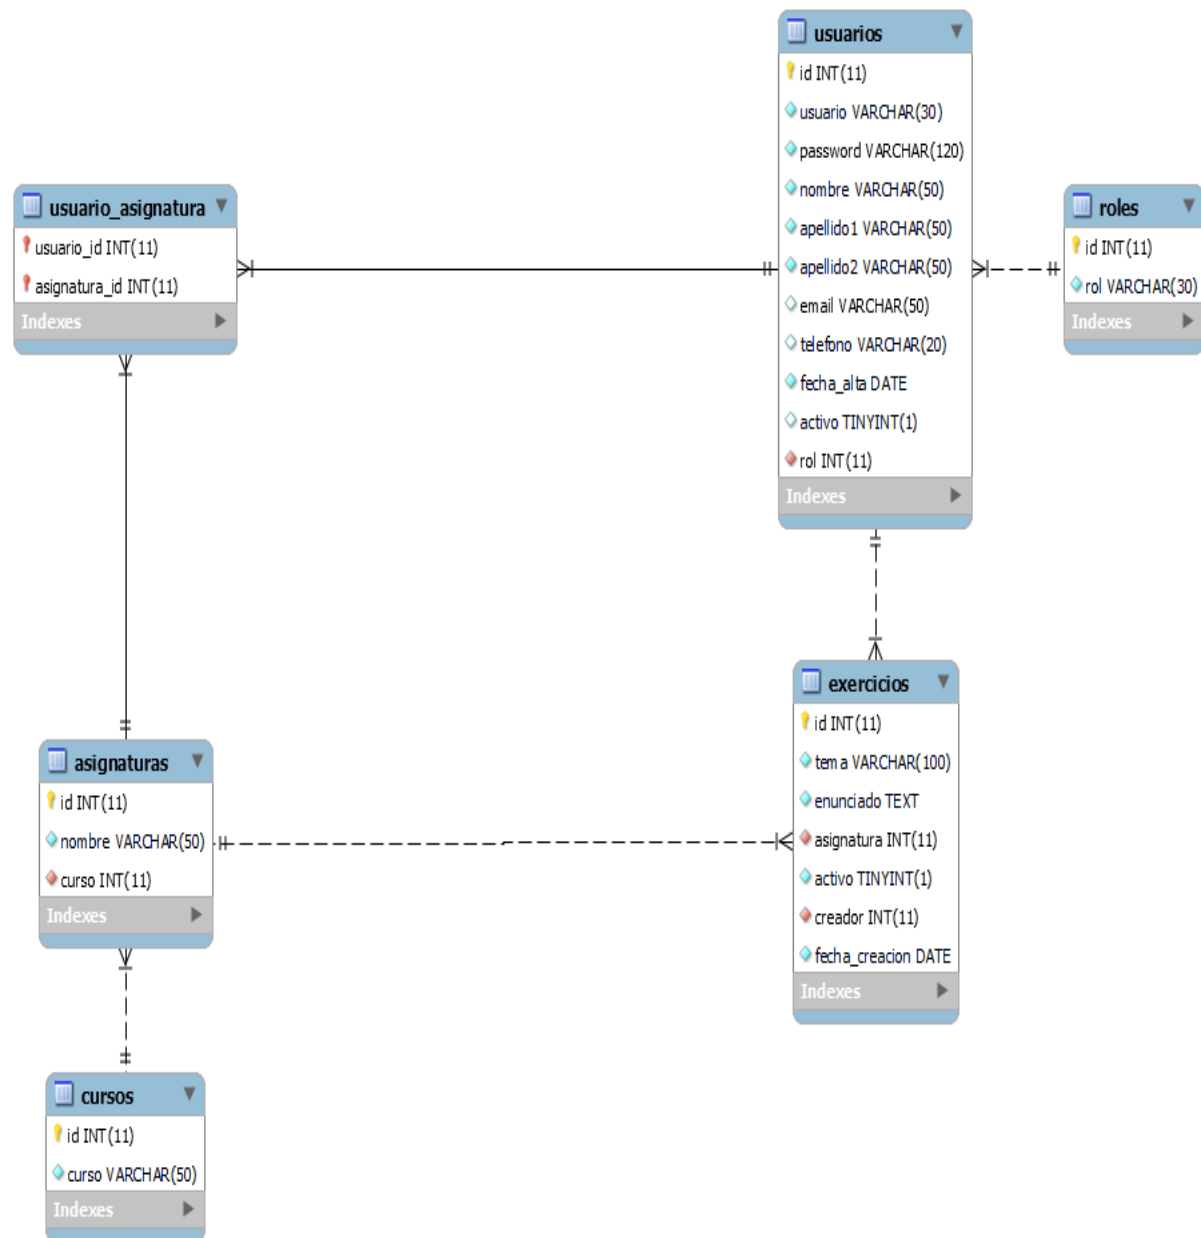 usuarios
id INT(11)
usuario VARCHAR(30)
password VARCHAR(120)
nombre VARCHAR(50)
apellido1 VARCHAR(50)
apellido2 VARCHAR(50)
email VARCHAR(50)
telefono VARCHAR(20)
fecha_alta DATE
activo TINYINT(1)
rol INT(11)
Indexes
usuario_asignatura
usuario_id INT(11)
asignatura_id INT(11)
Indexes
roles
id INT(11)
rol VARCHAR(30)
Indexes
exercicios
id INT(11)
tema VARCHAR(100)
enunciado TEXT
asignatura INT(11)
activo TINYINT(1)
creador INT(11)
fecha_creacion DATE
Indexes
asignaturas
id INT(11)
nombre VARCHAR(50)
curso INT(11)
Indexes
cursos
id INT(11)
curso VARCHAR(50)
Indexes